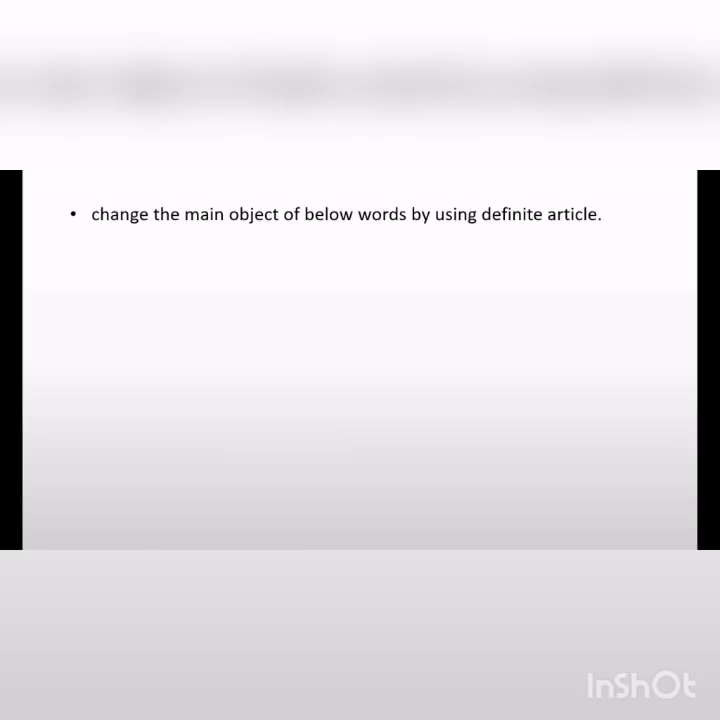 • change the main object of below words by using definite article.
InShOt